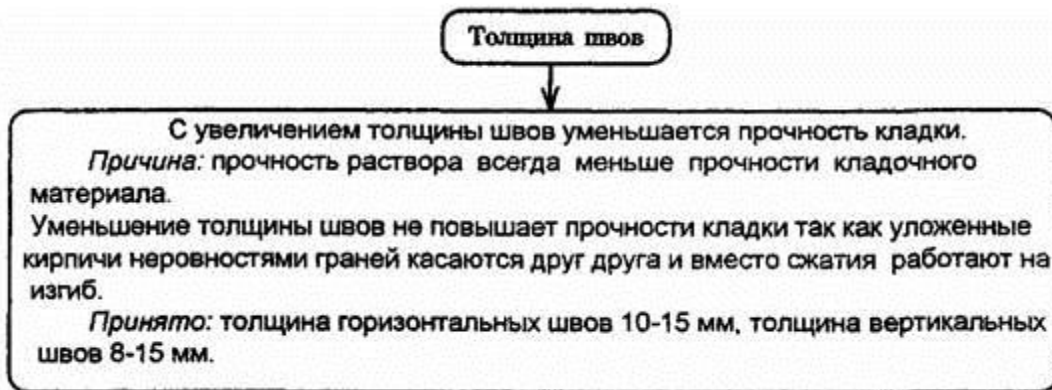 Толщина швов
С увеличением толщины швов уменьшается прочность кладки.
Причина: прочность раствора всегда меньше прочности кладочного
материала.
Уменьшение толщины швов не повышает прочности кладки так как уложенные
кирпичи неровностями граней касаются друг друга и вместо сжатия работают на
изгиб.
Принято: толщина горизонтальных швов 10-15 мм, толщина вертикальных
швов 8-15 мм.